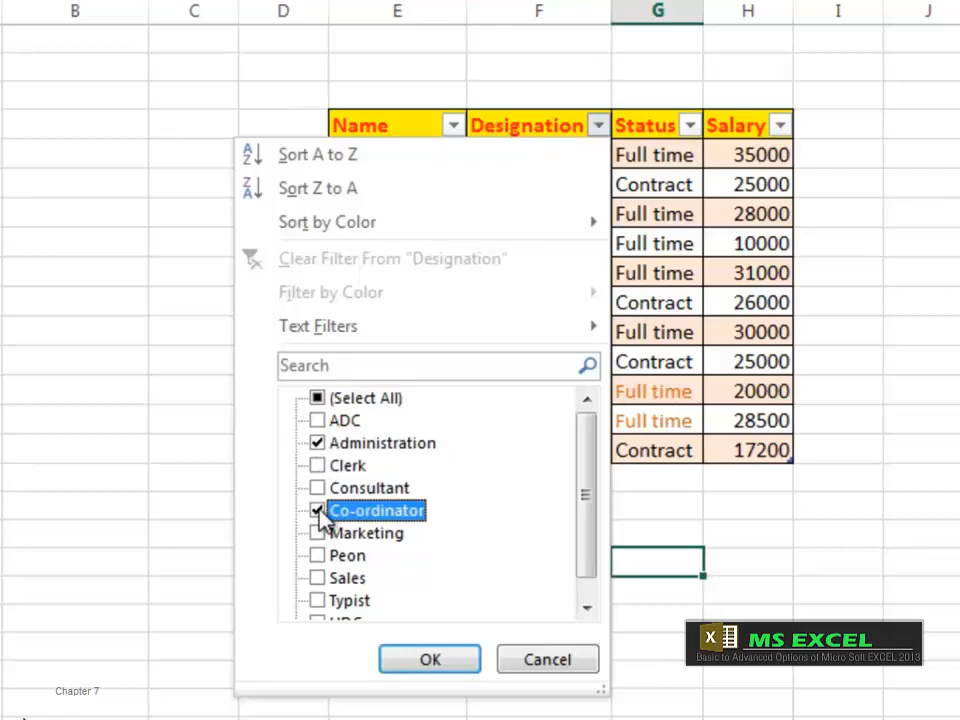 B C D E F G H I J
Name Designation Status Salary
Sort A to Z
Sort Z to A
Sort by Color
Clear Filter From "Designation"
Filter by Color
Text Filters
Search
(Select All)
ADC
Administration
Clerk
Consultant
Co-ordinator
Marketing
Peon
Sales
Typist
OK Cancel
Full time 35000
Contract 25000
Full time 28000
Full time 10000
Full time 31000
Contract 26000
Full time 30000
Contract 25000
Full time 20000
Full time 28500
Contract 17200
MS EXCEL
Basic to Advanced Options of Micro Soft EXCEL 2013
Chapter 7